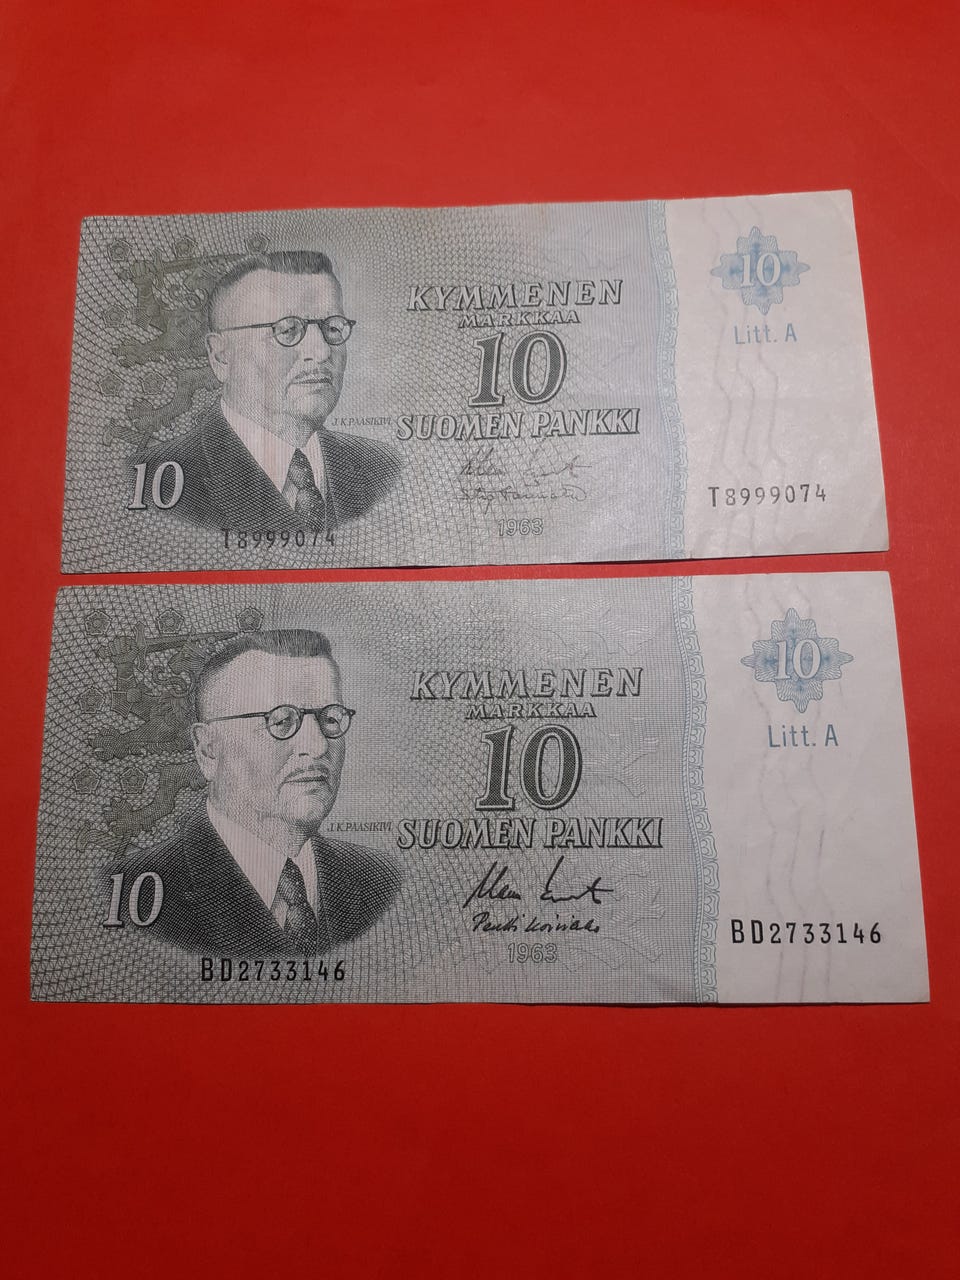 10
Litt. A
KYMMENEN
MARKKAA
10
J.K.PAASIKIVI
SUOMEN PANKKI
10
T8999074
1963
T8999074
10
Litt. A
KYMMENEN
MARKKAA
10
J.K.PAASIKIVI
SUOMEN PANKKI
10
BD2733146
1963
BD2733146